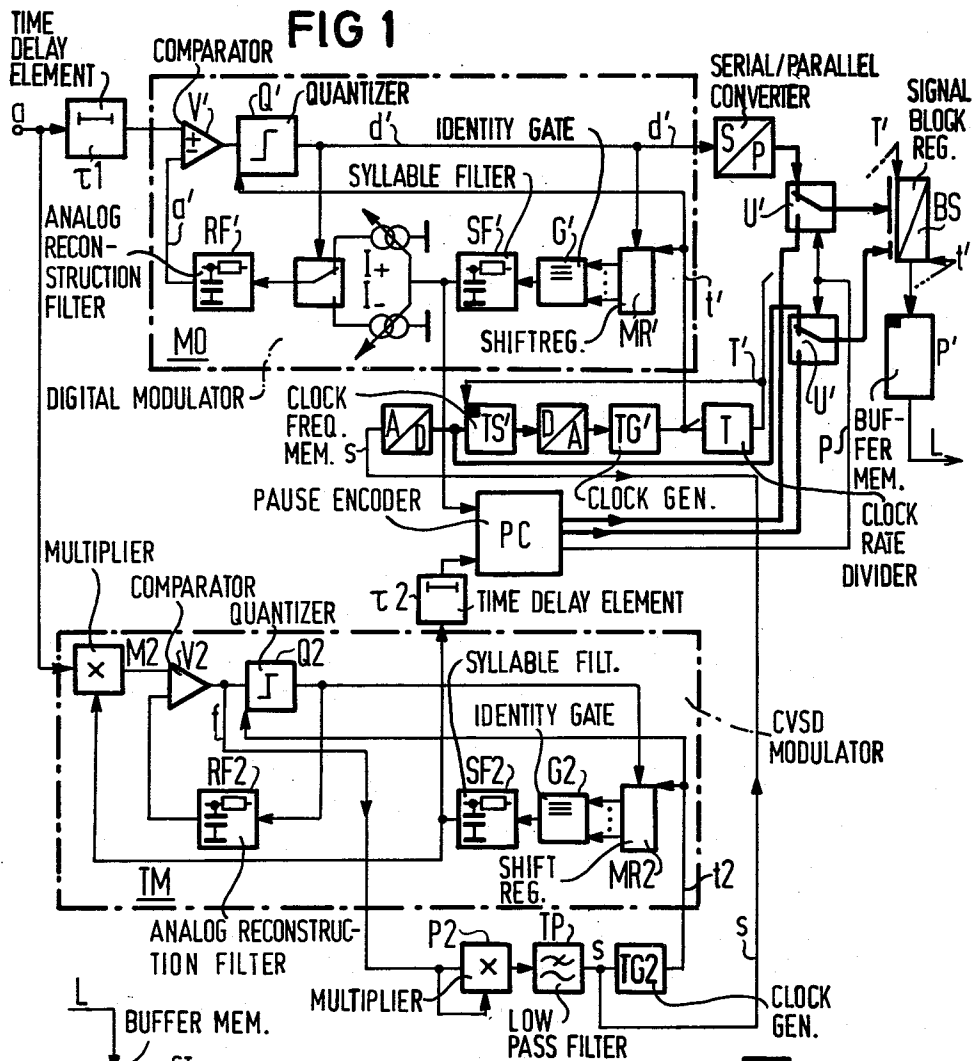 FIG 1
TIME
DELAY
ELEMENT
COMPARATOR
a
τ1
V'
±
Q'
QUANTIZER
d'
IDENTITY GATE
d'
SERIAL/PARALLEL
CONVERTER
S/P
SIGNAL
BLOCK
REG.
T'
U'
BS
t'
SYLLABLE FILTER
a'
ANALOG
RECON-
STRUCTION
FILTER
RF'
I+
I-
SF'
G'
SHIFTREG.
MR'
t'
MO
DIGITAL MODULATOR
CLOCK
FREQ.
MEM.
S
A/D
TS'
D/A
TG'
T
T'
U'
P'
P
BUF-
FER
MEM.
L
CLOCK GEN.
CLOCK
RATE
DIVIDER
PAUSE ENCODER
PC
MULTIPLIER
COMPARATOR
QUANTIZER
τ2
TIME DELAY ELEMENT
×
M2
V2
Q2
SYLLABLE FILT.
f
IDENTITY GATE
CVSD
MODULATOR
RF2
SF2
G2
SHIFT
REG.
MR2
t2
TM
ANALOG RECONSTRUC-
TION FILTER
P2
×
MULTIPLIER
TP
LOW
PASS FILTER
S
TG2
S
CLOCK
GEN.
L
BUFFER MEM.